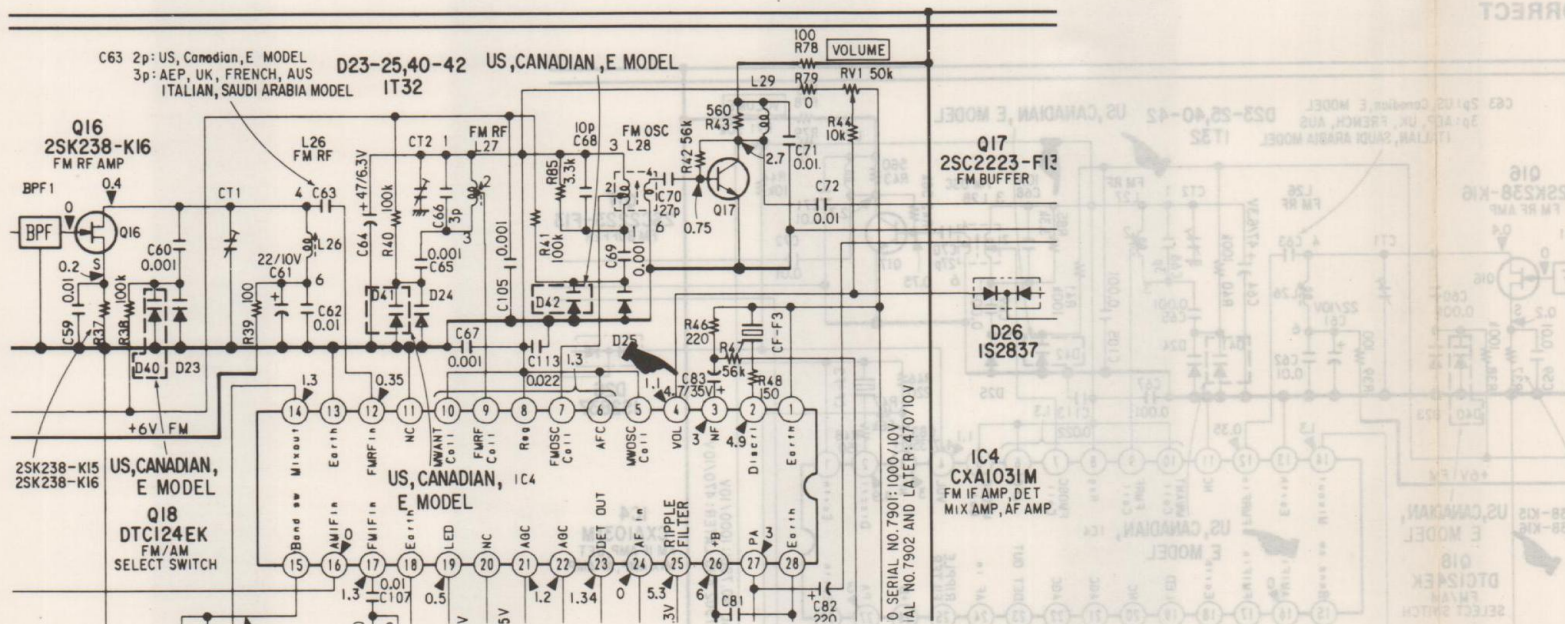 C63 2p: US, Canadian, E MODEL
3p: AEP, UK, FRENCH, AUS
ITALIAN, SAUDI ARABIA MODEL
D23-25,40-42
1T32
US,CANADIAN ,E MODEL
100
R78
VOLUME
L29
R79
0
RV1 50k
R44
10k
Q16
2SK238-K16
FM RF AMP
BPF1
BPF
0
0.4
Q16
0.2
S
L26
FM RF
CT1
4
C63
L26
6
C60
0.001
22/10V
C61
+
C62
0.01
0.01
C59
R37
R38
100k
R39
100
D40
D23
+47/6.3V
C64
R40
100k
CT2
1
FM RF
L27
2
3
C66
3p
0.001
C65
D41
D24
C105
0.001
R41
100k
R85
3.3k
10p
C68
FM OSC
3
L28
2
1
4
6
C70
27p
C69
0.001
D42
D25
R42 56k
560
R43
0.75
2.7
Q17
C71
0.01
C72
0.01
Q17
2SC2223-F13
FM BUFFER
D26
1S2837
C67
0.001
C113
0.022
1.3
1.1
R46
220
R47
56k
C83
4.7/35V+
CF-F3
R48
150
+6V FM
1.3
0.35
3
4.9
14
13
12
11
10
9
8
7
6
5
4
3
2
1
Mixout
Earth
FMRFin
NC
MWANT Coil
FMRF Coil
Reg
FMOSC Coil
AFC
MWOSC Coil
VOL
NF
Discri
Earth
2SK238-K15
2SK238-K16
US,CANADIAN,
E MODEL
US, CANADIAN,
E MODEL
IC4
IC4
CXA1031M
FM IF AMP, DET
MIX AMP, AF AMP
Q18
DTC124EK
FM/AM
SELECT SWITCH
Band sw
AMIFin
FMIFin
Earth
LED
NC
AGC
AGC
DET OUT
AF in
RIPPLE
FILTER
+B
PA
Earth
15
16
17
18
19
20
21
22
23
24
25
26
27
28
0
1.3
0.01
C107
0.5
1.2
1.34
0
5.3
6
3
C81
C82
220
O SERIAL NO.7901:1000/10V
IAL NO.7902 AND LATER:470/10V